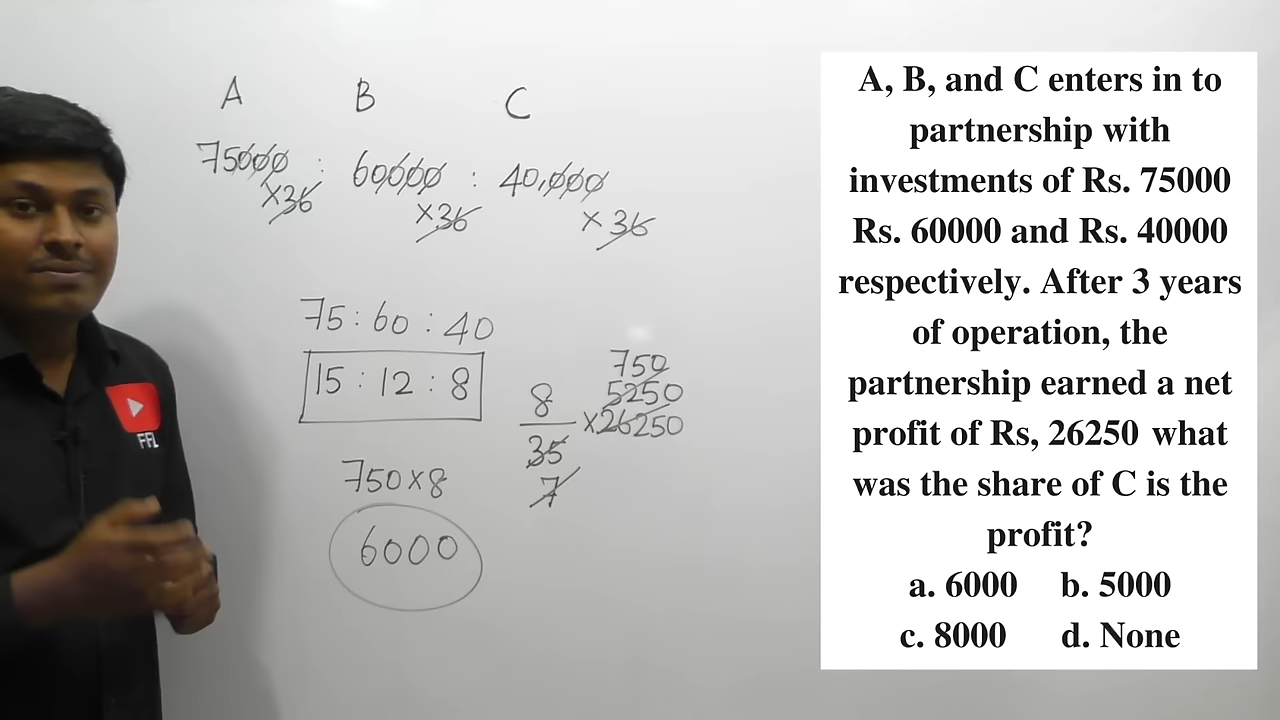 A B C
75000 : 60000 : 40,000
×36 ×36 ×36
75 : 60 : 40
15 : 12 : 8
750
5250
8
×26250
35
7
750×8
6000
FFL
A, B, and C enters in to
partnership with
investments of Rs. 75000
Rs. 60000 and Rs. 40000
respectively. After 3 years
of operation, the
partnership earned a net
profit of Rs, 26250 what
was the share of C is the
profit?
a. 6000 b. 5000
c. 8000 d. None